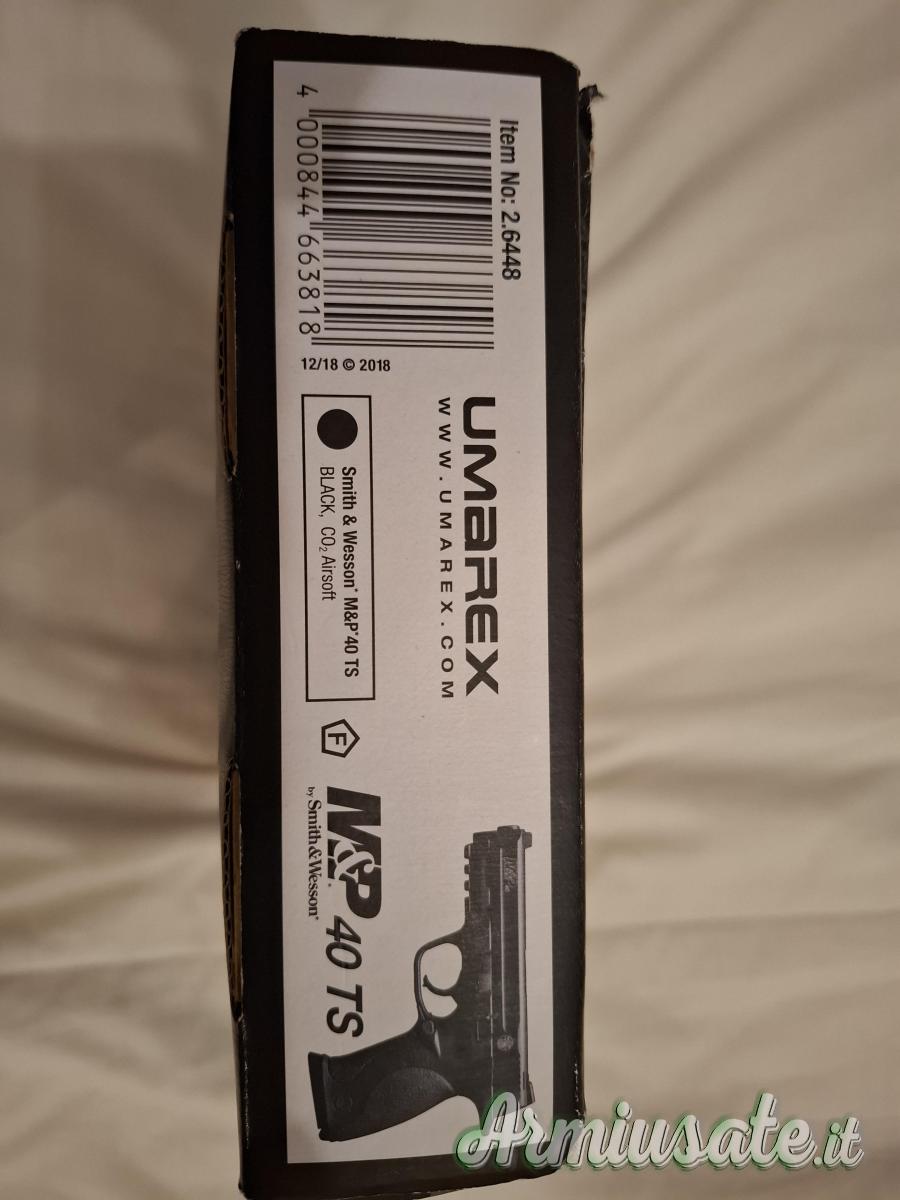 Item No: 2.6448
4 000844 663818
12/18 © 2018
UMAREX
WWW.UMAREX.COM
Smith & Wesson® M&P®40 TS
BLACK, CO₂ Airsoft
F
M&P® 40 TS
by Smith&Wesson®
Armiusate.it